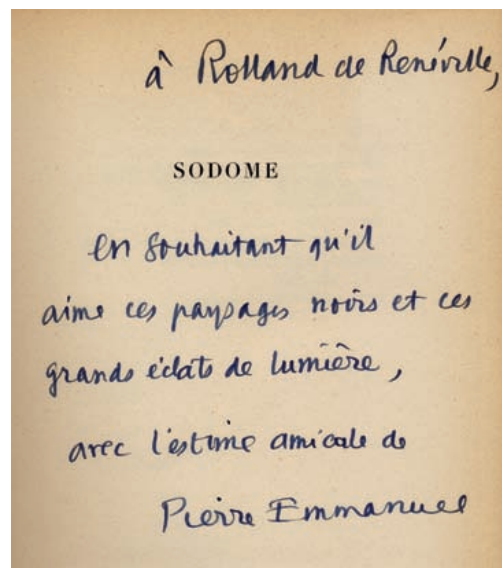 à Rolland de Renéville,
SODOME
en souhaitant qu'il
aime ces paysages noirs et ces
grands éclats de lumière,
avec l'estime amicale de
Pierre Emmanuel